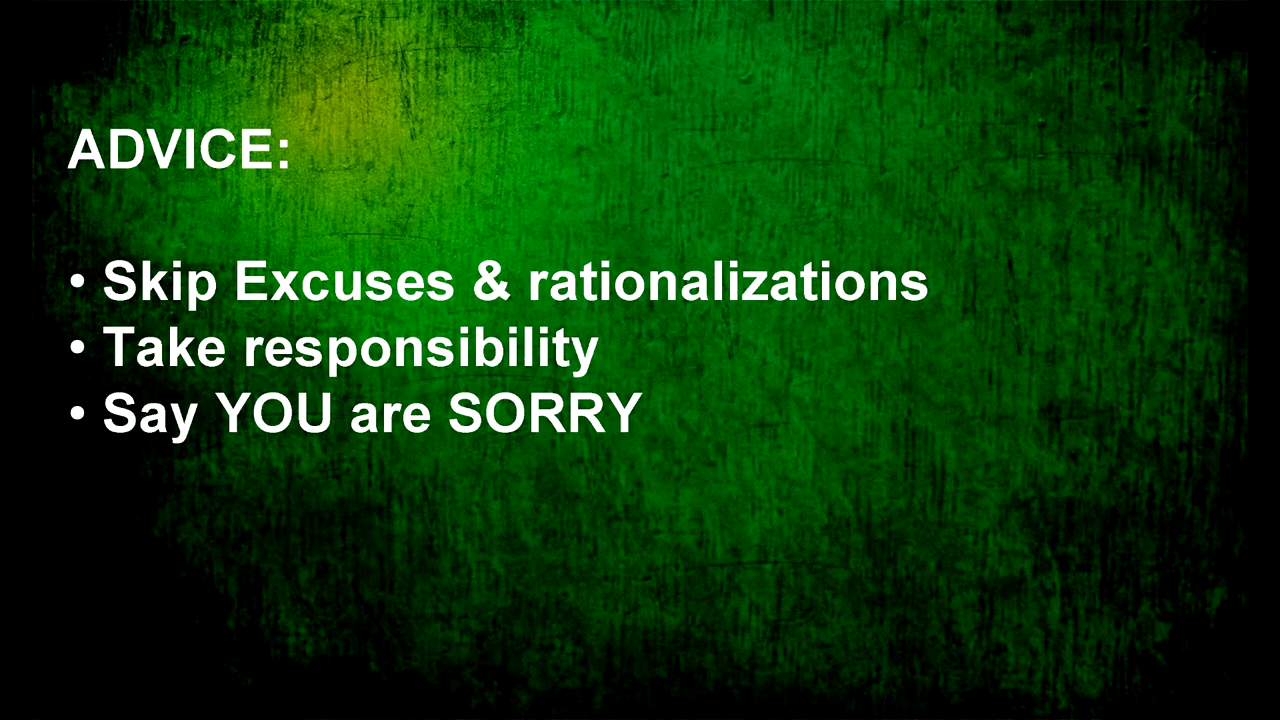 ADVICE:
• Skip Excuses & rationalizations
• Take responsibility
• Say YOU are SORRY